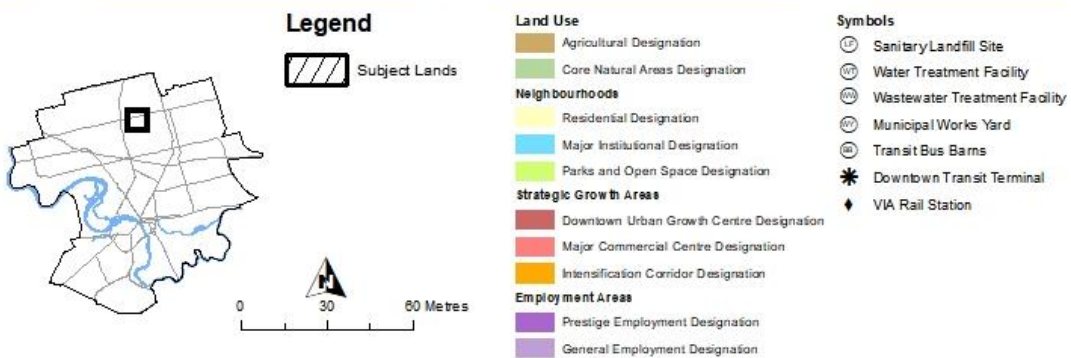 Legend
Subject Lands
N
0 30 60 Metres
Land Use
Agricultural Designation
Core Natural Areas Designation
Neighbourhoods
Residential Designation
Major Institutional Designation
Parks and Open Space Designation
Strategic Growth Areas
Downtown Urban Growth Centre Designation
Major Commercial Centre Designation
Intensification Corridor Designation
Employment Areas
Prestige Employment Designation
General Employment Designation
Symbols
LF Sanitary Landfill Site
WT Water Treatment Facility
WW Wastewater Treatment Facility
WY Municipal Works Yard
BB Transit Bus Barns
Downtown Transit Terminal
VIA Rail Station